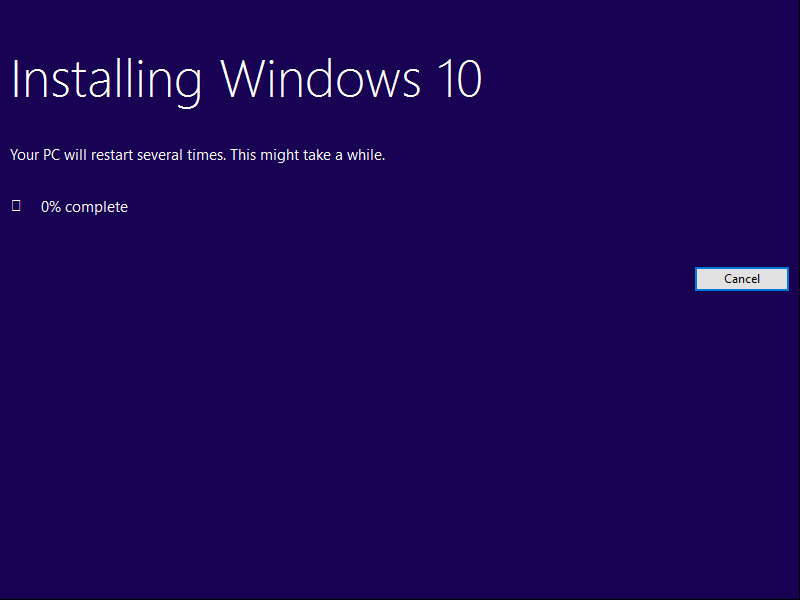 Installing Windows 10
Your PC will restart several times. This might take a while.
0% complete
Cancel